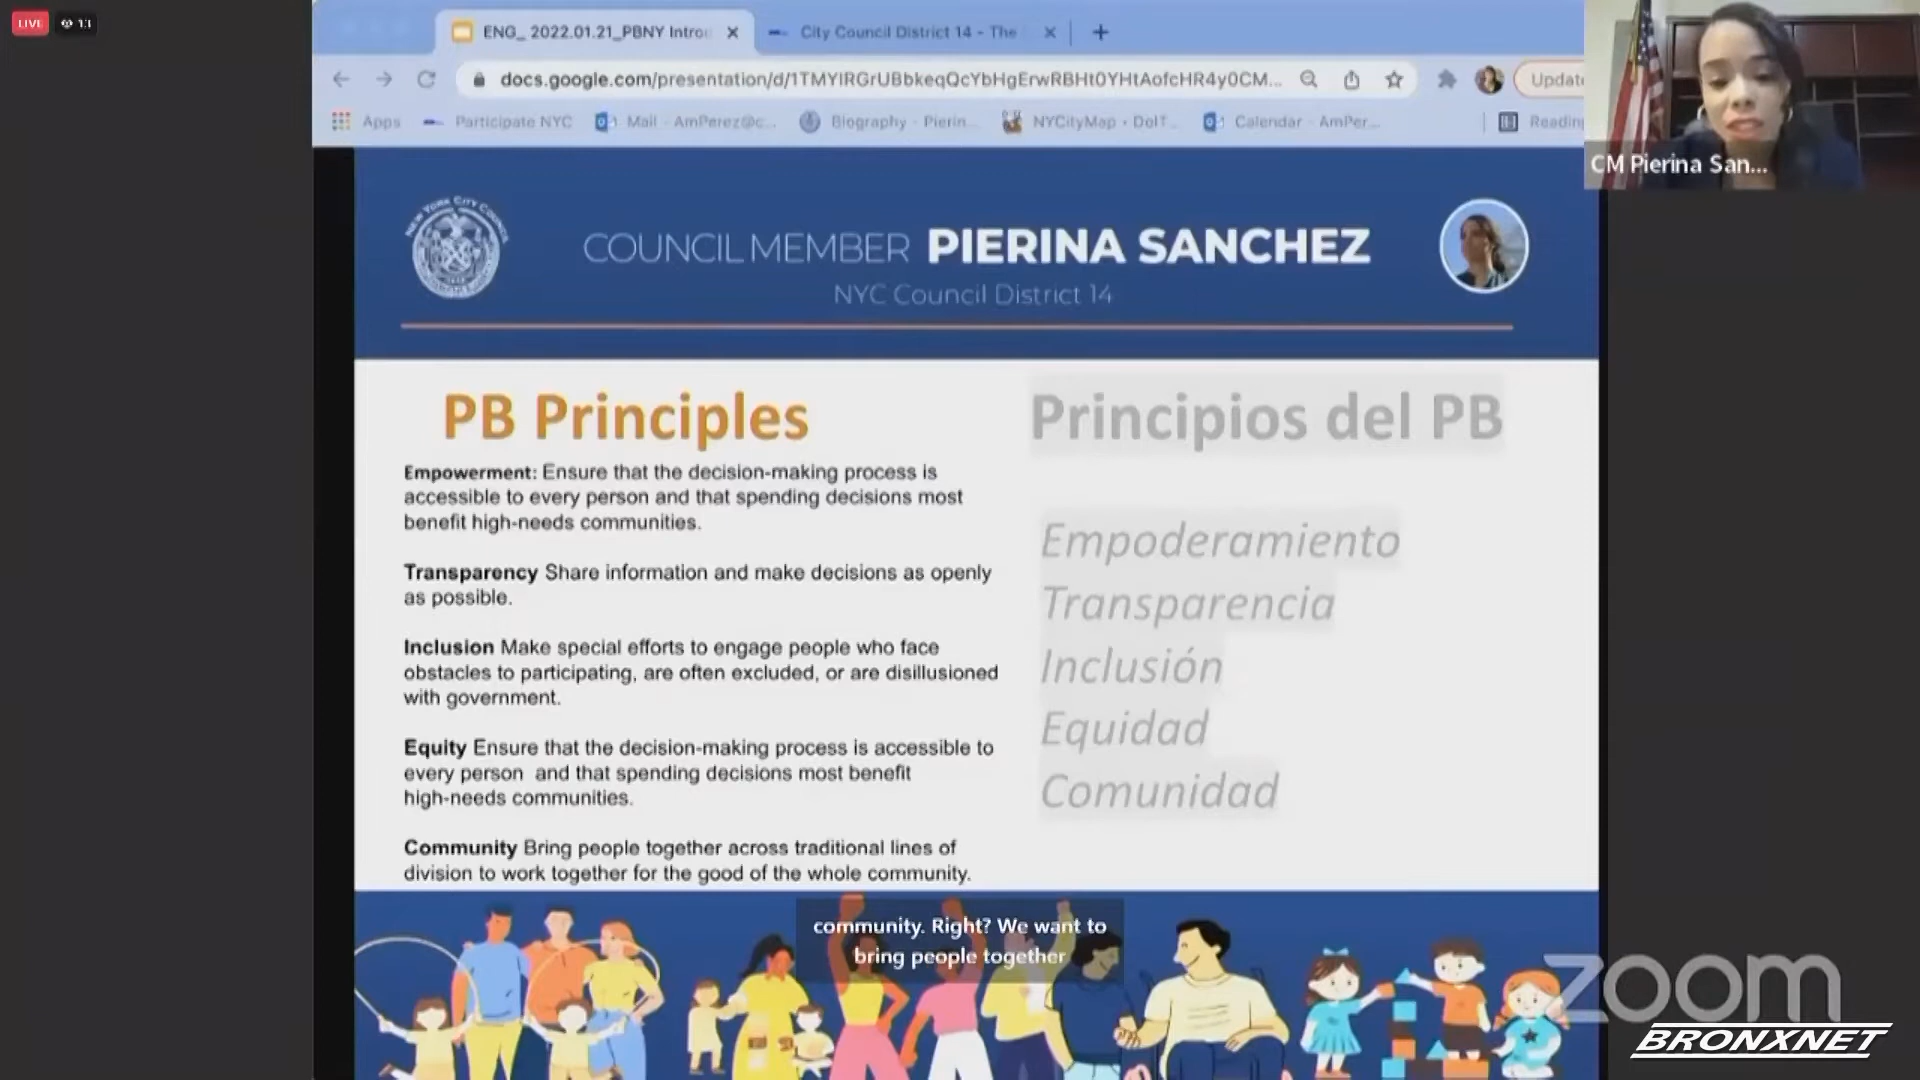 LIVE
13
ENG_ 2022.01.21_PBNY Intro
City Council District 14 - The
docs.google.com/presentation/d/1TMYlRGrUBbkeqQcYbHgErwRBHt0YHtAofcHR4y0CM...
Update
Apps
Participate NYC
Mail - AmPerez@c...
Biography - Pierin...
NYCityMap • DoIT...
Calendar - AmPer...
Reading
CM Pierina San...
NEW YORK CITY COUNCIL
COUNCIL MEMBER PIERINA SANCHEZ
NYC Council District 14
PB Principles
Empowerment: Ensure that the decision-making process is
accessible to every person and that spending decisions most
benefit high-needs communities.
Transparency Share information and make decisions as openly
as possible.
Inclusion Make special efforts to engage people who face
obstacles to participating, are often excluded, or are disillusioned
with government.
Equity Ensure that the decision-making process is accessible to
every person and that spending decisions most benefit
high-needs communities.
Community Bring people together across traditional lines of
division to work together for the good of the whole community.
Principios del PB
Empoderamiento
Transparencia
Inclusión
Equidad
Comunidad
community. Right? We want to
bring people together
zoom
BRONXNET